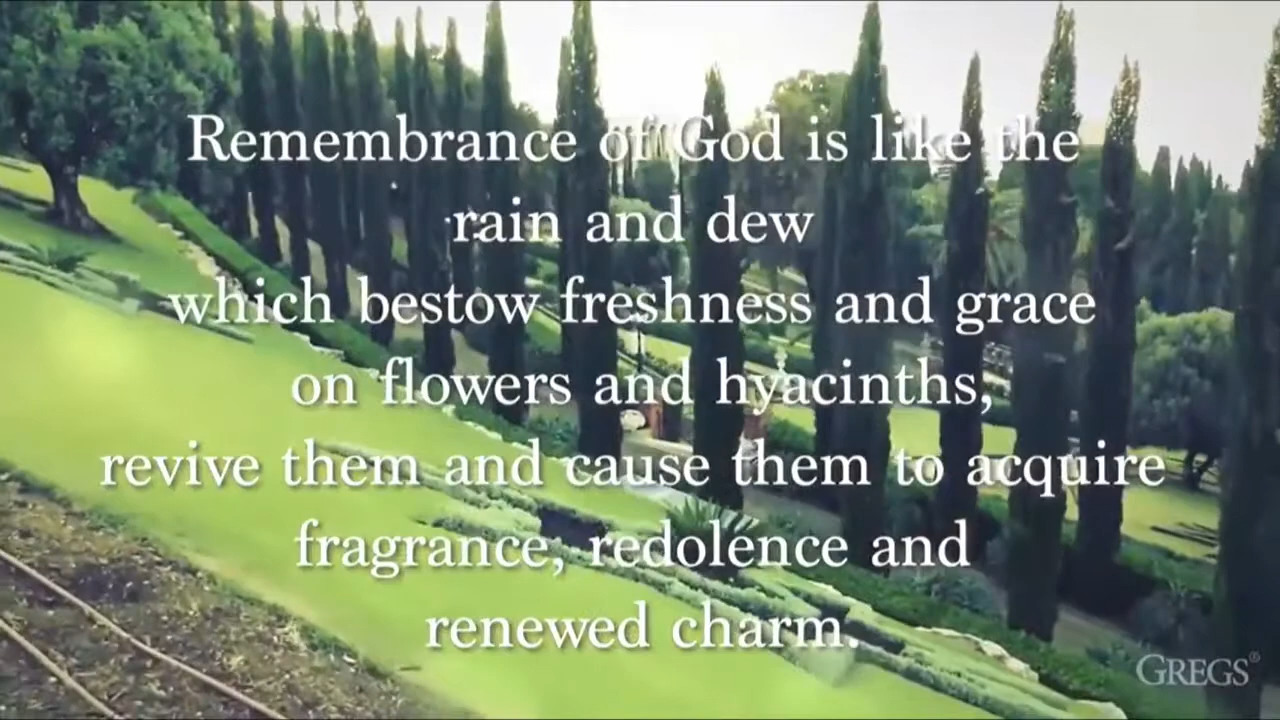 Remembrance of God is like the
rain and dew
which bestow freshness and grace
on flowers and hyacinths,
revive them and cause them to acquire
fragrance, redolence and
renewed charm.
GREGS®